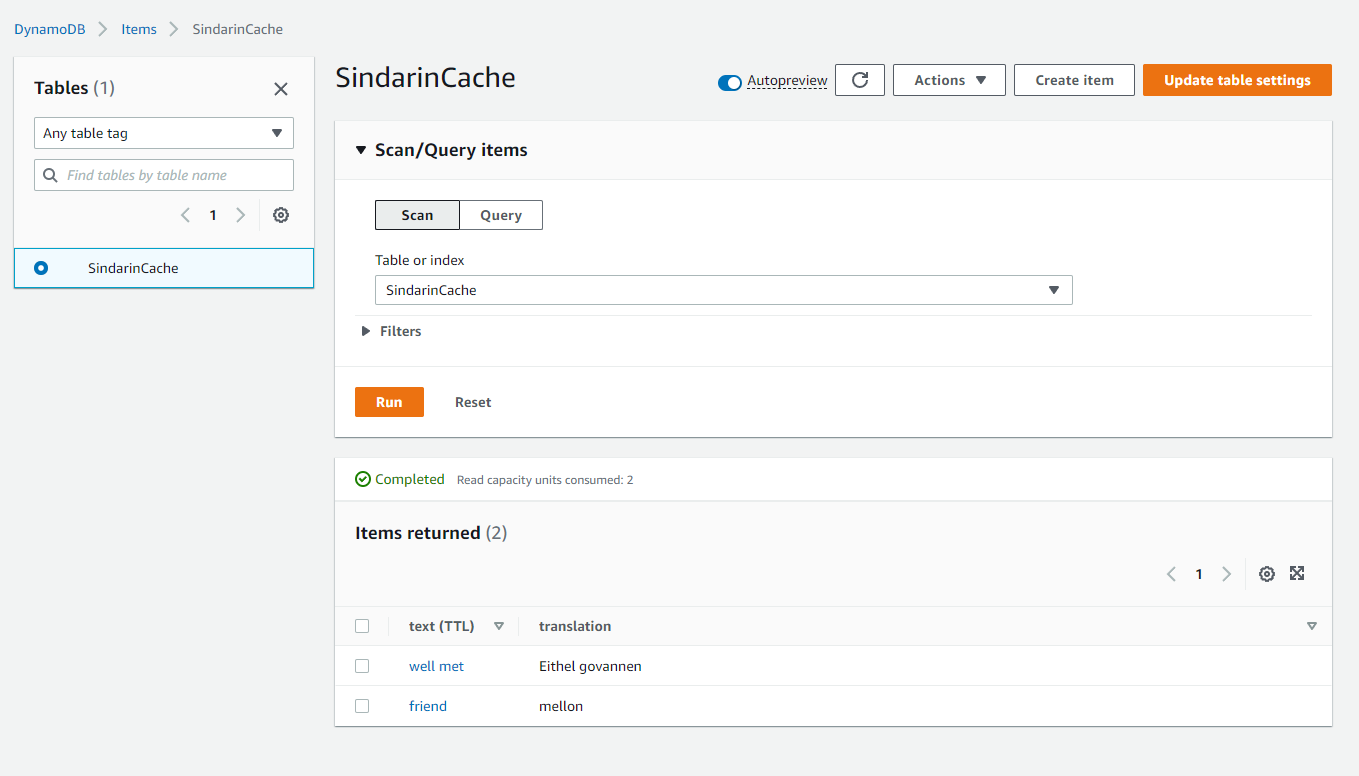 DynamoDB > Items > SindarinCache
Tables (1)
Any table tag
Find tables by table name
1
SindarinCache
SindarinCache
Autopreview
Actions
Create item
Update table settings
Scan/Query items
Scan
Query
Table or index
SindarinCache
Filters
Run
Reset
Completed Read capacity units consumed: 2
Items returned (2)
1
text (TTL) translation
well met Eithel govannen
friend mellon